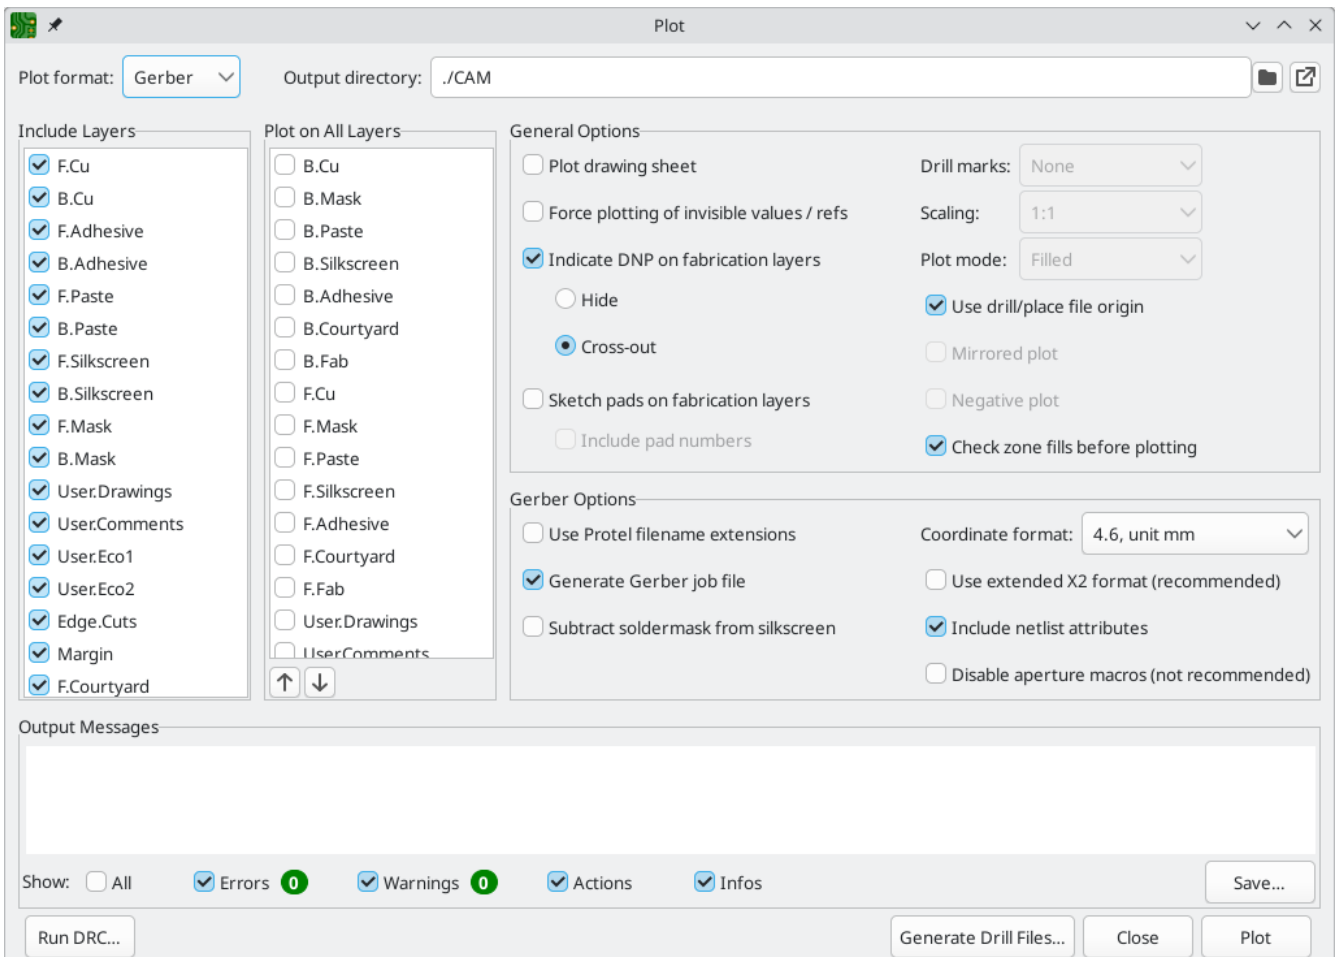 Plot
Plot format: Gerber
Output directory: ./CAM
Include Layers
F.Cu
B.Cu
F.Adhesive
B.Adhesive
F.Paste
B.Paste
F.Silkscreen
B.Silkscreen
F.Mask
B.Mask
User.Drawings
User.Comments
User.Eco1
User.Eco2
Edge.Cuts
Margin
F.Courtyard
Plot on All Layers
B.Cu
B.Mask
B.Paste
B.Silkscreen
B.Adhesive
B.Courtyard
B.Fab
F.Cu
F.Mask
F.Paste
F.Silkscreen
F.Adhesive
F.Courtyard
F.Fab
User.Drawings
User.Comments
General Options
Plot drawing sheet
Force plotting of invisible values / refs
Indicate DNP on fabrication layers
Hide
Cross-out
Sketch pads on fabrication layers
Include pad numbers
Drill marks: None
Scaling: 1:1
Plot mode: Filled
Use drill/place file origin
Mirrored plot
Negative plot
Check zone fills before plotting
Gerber Options
Use Protel filename extensions
Generate Gerber job file
Subtract soldermask from silkscreen
Coordinate format: 4.6, unit mm
Use extended X2 format (recommended)
Include netlist attributes
Disable aperture macros (not recommended)
Output Messages
Show: All Errors 0 Warnings 0 Actions Infos Save...
Run DRC... Generate Drill Files... Close Plot